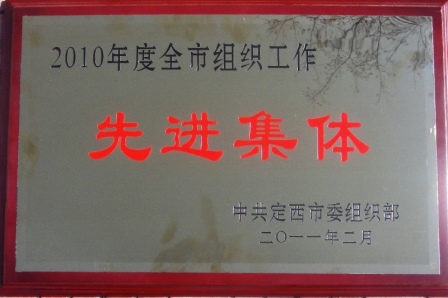 2010年度全市组织工作
先进集体
中共定西市委组织部
二〇一一年二月